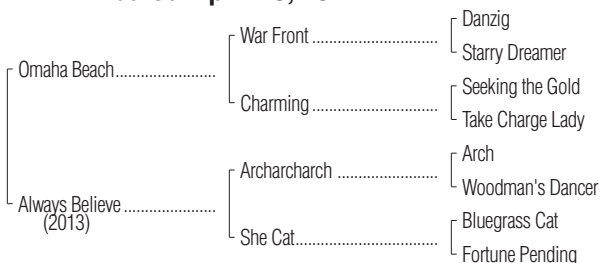 Danzig
War Front ........................................
Starry Dreamer
Omaha Beach................................
Seeking the Gold
Charming ........................................
Take Charge Lady
Arch
Archarcharch ................................
Woodman's Dancer
Always Believe .............................
(2013)
Bluegrass Cat
She Cat.............................................
Fortune Pending